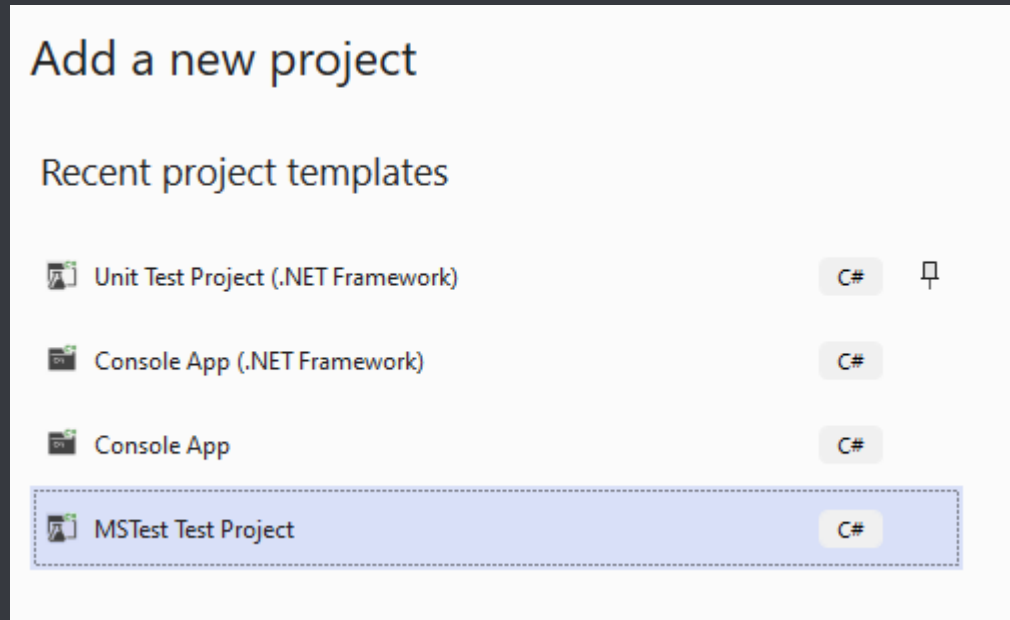 Add a new project
Recent project templates
Unit Test Project (.NET Framework) C#
Console App (.NET Framework) C#
Console App C#
MSTest Test Project C#